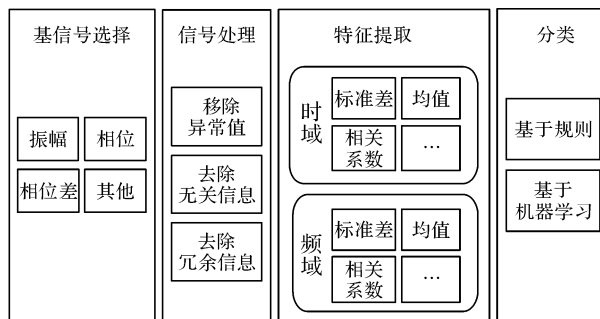 基信号选择
振幅
相位
相位差
其他
信号处理
移除
异常值
去除
无关信息
去除
冗余信息
特征提取
时域
标准差
均值
相关
系数
…
频域
标准差
均值
相关
系数
…
分类
基于规则
基于
机器学习